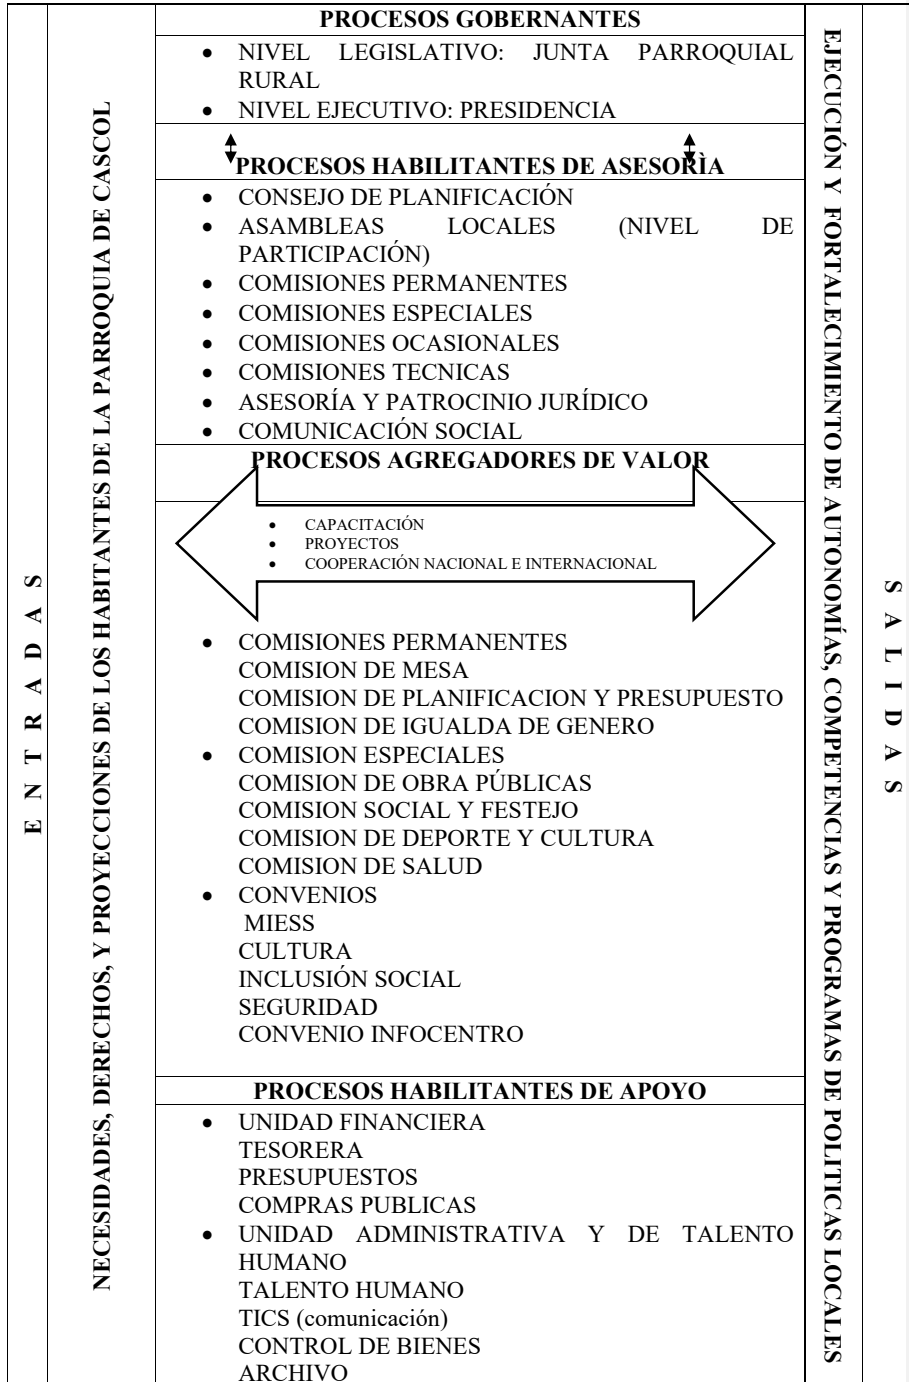 E N T R A D A S
NECESIDADES, DERECHOS, Y PROYECCIONES DE LOS HABITANTES DE LA PARROQUIA DE CASCOL
PROCESOS GOBERNANTES
• NIVEL LEGISLATIVO: JUNTA PARROQUIAL
RURAL
• NIVEL EJECUTIVO: PRESIDENCIA
PROCESOS HABILITANTES DE ASESORÌA
• CONSEJO DE PLANIFICACIÓN
• ASAMBLEAS LOCALES (NIVEL DE
PARTICIPACIÓN)
• COMISIONES PERMANENTES
• COMISIONES ESPECIALES
• COMISIONES OCASIONALES
• COMISIONES TECNICAS
• ASESORÍA Y PATROCINIO JURÍDICO
• COMUNICACIÓN SOCIAL
PROCESOS AGREGADORES DE VALOR
• CAPACITACIÓN
• PROYECTOS
• COOPERACIÓN NACIONAL E INTERNACIONAL
• COMISIONES PERMANENTES
COMISION DE MESA
COMISION DE PLANIFICACION Y PRESUPUESTO
COMISION DE IGUALDA DE GENERO
• COMISION ESPECIALES
COMISION DE OBRA PÚBLICAS
COMISION SOCIAL Y FESTEJO
COMISION DE DEPORTE Y CULTURA
COMISION DE SALUD
• CONVENIOS
MIESS
CULTURA
INCLUSIÓN SOCIAL
SEGURIDAD
CONVENIO INFOCENTRO
PROCESOS HABILITANTES DE APOYO
• UNIDAD FINANCIERA
TESORERA
PRESUPUESTOS
COMPRAS PUBLICAS
• UNIDAD ADMINISTRATIVA Y DE TALENTO
HUMANO
TALENTO HUMANO
TICS (comunicación)
CONTROL DE BIENES
ARCHIVO
EJECUCIÓN Y FORTALECIMIENTO DE AUTONOMÍAS, COMPETENCIAS Y PROGRAMAS DE POLITICAS LOCALES
S A L I D A S